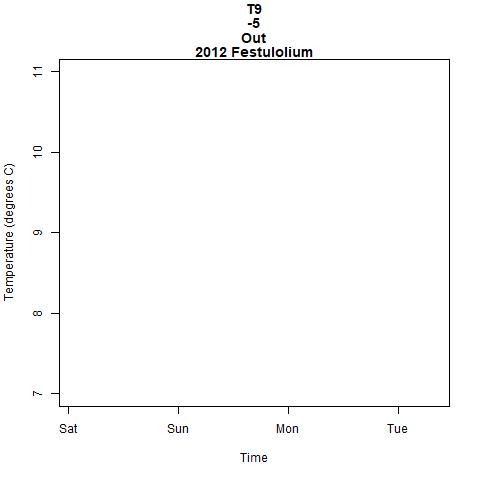 T9
-5
Out
2012 Festulolium
Temperature (degrees C)
11
10
9
8
7
Sat Sun Mon Tue
Time